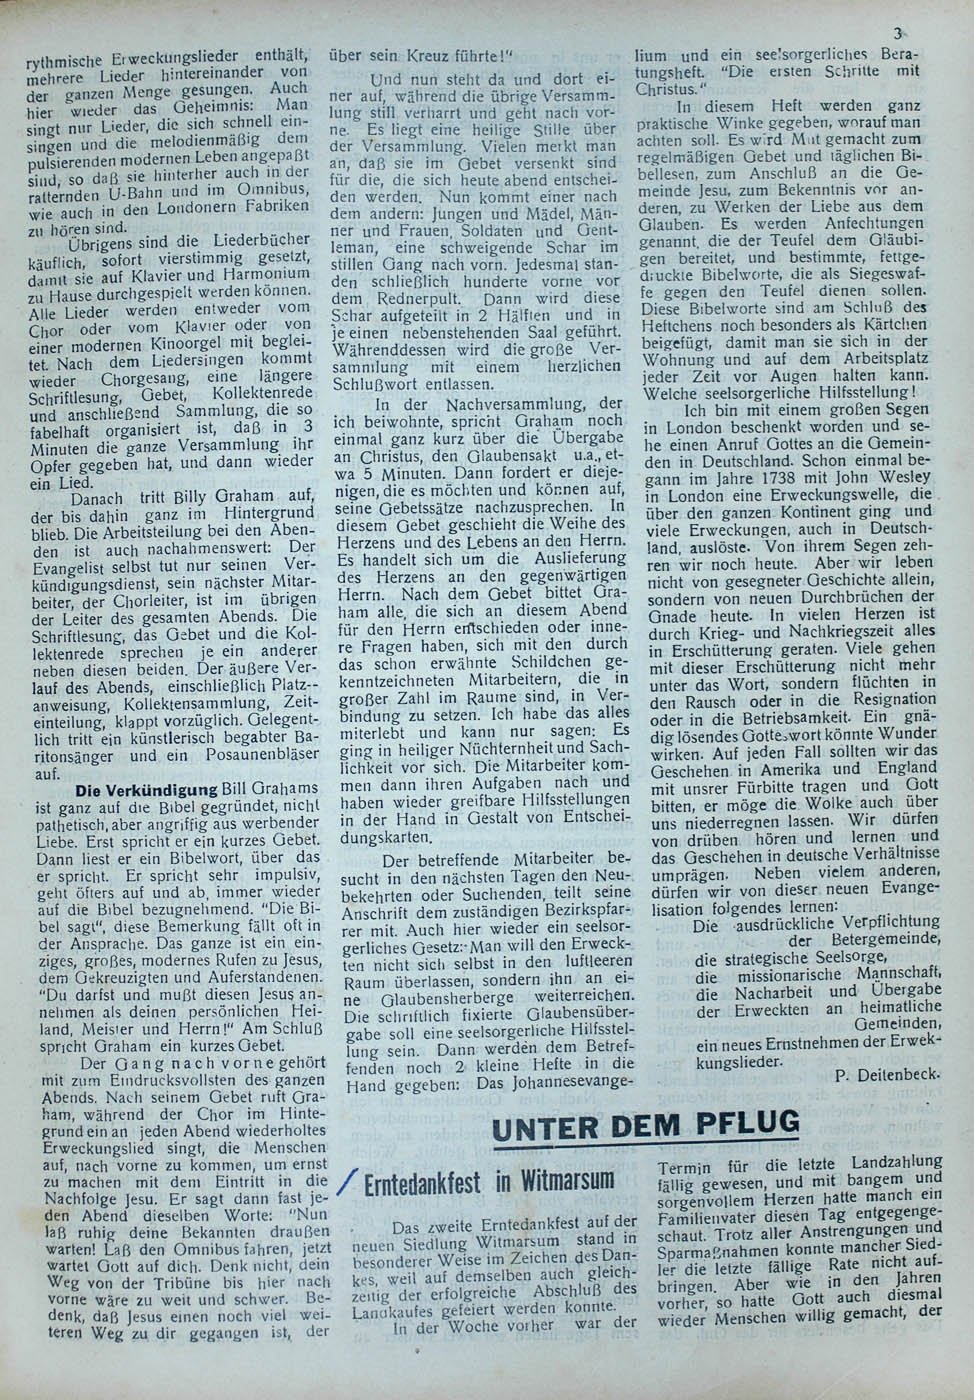 3
rythmische Erweckungslieder enthält,
mehrere Lieder hintereinander von
der ganzen Menge gesungen. Auch
hier wieder das Geheimnis: Man
singt nur Lieder, die sich schnell ein-
singen und die melodienmäßig dem
pulsierenden modernen Leben angepaßt
sind, so daß sie hinterher auch in der
ratternden U-Bahn und im Omnibus,
wie auch in den Londonern Fabriken
zu hören sind.
Übrigens sind die Liederbücher
käuflich, sofort vierstimmig gesetzt,
damit sie auf Klavier und Harmonium
zu Hause durchgespielt werden können.
Alle Lieder werden entweder vom
Chor oder vom Klavier oder von
einer modernen Kinoorgel mit beglei-
tet. Nach dem Liedersingen kommt
wieder Chorgesang, eine längere
Schriftlesung, Gebet, Kollektenrede
und anschließend Sammlung, die so
fabelhaft organisiert ist, daß in 3
Minuten die ganze Versammlung ihr
Opfer gegeben hat, und dann wieder
ein Lied.
Danach tritt Billy Graham auf,
der bis dahin ganz im Hintergrund
blieb. Die Arbeitsteilung bei den Aben-
den ist auch nachahmenswert: Der
Evangelist selbst tut nur seinen Ver-
kündigungsdienst, sein nächster Mitar-
beiter, der Chorleiter, ist im übrigen
der Leiter des gesamten Abends. Die
Schriftlesung, das Gebet und die Kol-
lektenrede sprechen je ein anderer
neben diesen beiden. Der äußere Ver-
lauf des Abends, einschließlich Platz--
anweisung, Kollektensammlung, Zeit-
einteilung, klappt vorzüglich. Gelegent-
lich tritt ein künstlerisch begabter Ba-
ritonsänger und ein Posaunenbläser
auf.
Die Verkündigung Bill Grahams
ist ganz auf die Bibel gegründet, nicht
pathetisch, aber angriffig aus werbender
Liebe. Erst spricht er ein kurzes Gebet.
Dann liest er ein Bibelwort, über das
er spricht. Er spricht sehr impulsiv,
geht öfters auf und ab, immer wieder
auf die Bibel bezugnehmend. "Die Bi-
bel sagt", diese Bemerkung fällt oft in
der Ansprache. Das ganze ist ein ein-
ziges, großes, modernes Rufen zu Jesus,
dem Gekreuzigten und Auferstandenen.
"Du darfst und mußt diesen Jesus an-
nehmen als deinen persönlichen Hei-
land, Meister und Herrn!" Am Schluß
spricht Graham ein kurzes Gebet.
Der Gang nach vorne gehört
mit zum Eindrucksvollsten des ganzen
Abends. Nach seinem Gebet ruft Gra-
ham, während der Chor im Hinte-
grund ein an jeden Abend wiederholtes
Erweckungslied singt, die Menschen
auf, nach vorne zu kommen, um ernst
zu machen mit dem Eintritt in die
Nachfolge Jesu. Er sagt dann fast je-
den Abend dieselben Worte: "Nun
laß ruhig deine Bekannten draußen
warten! Laß den Omnibus fahren, jetzt
wartet Gott auf dich. Denk nicht, dein
Weg von der Tribüne bis hier nach
vorne wäre zu weit und schwer. Be-
denk, daß Jesus einen noch viel wei-
teren Weg zu dir gegangen ist, der
über sein Kreuz führte!"
Und nun steht da und dort ei-
ner auf, während die übrige Versamm-
lung still verharrt und geht nach vor-
ne. Es liegt eine heilige Stille über
der Versammlung. Vielen merkt man
an, daß sie im Gebet versenkt sind
für die, die sich heute abend entschei-
den werden. Nun kommt einer nach
dem andern: Jungen und Mädel, Män-
ner und Frauen, Soldaten und Gent-
leman, eine schweigende Schar im
stillen Gang nach vorn. Jedesmal stan-
den schließlich hunderte vorne vor
dem Rednerpult. Dann wird diese
Schar aufgeteilt in 2 Hälften und in
je einen nebenstehenden Saal geführt.
Währenddessen wird die große Ver-
sammlung mit einem herzlichen
Schlußwort entlassen.
In der Nachversammlung, der
ich beiwohnte, spricht Graham noch
einmal ganz kurz über die Übergabe
an Christus, den Glaubensakt u.a., et-
wa 5 Minuten. Dann fordert er dieje-
nigen, die es möchten und können auf,
seine Gebetssätze nachzusprechen. In
diesem Gebet geschieht die Weihe des
Herzens und des Lebens an den Herrn.
Es handelt sich um die Auslieferung
des Herzens an den gegenwärtigen
Herrn. Nach dem Gebet bittet Gra-
ham alle, die sich an diesem Abend
für den Herrn entschieden oder inne-
re Fragen haben, sich mit den durch
das schon erwähnte Schildchen ge-
kenntzeichneten Mitarbeitern, die in
großer Zahl im Raume sind, in Ver-
bindung zu setzen. Ich habe das alles
miterlebt und kann nur sagen: Es
ging in heiliger Nüchternheit und Sach-
lichkeit vor sich. Die Mitarbeiter kom-
men dann ihren Aufgaben nach und
haben wieder greifbare Hilfsstellungen
in der Hand in Gestalt von Entschei-
dungskarten.
Der betreffende Mitarbeiter be-
sucht in den nächsten Tagen den Neu-
bekehrten oder Suchenden, teilt seine
Anschrift dem zuständigen Bezirkspfar-
rer mit. Auch hier wieder ein seelsor-
gerliches Gesetz: Man will den Erweck-
ten nicht sich selbst in den luftleeren
Raum überlassen, sondern ihn an ei-
ne Glaubensherberge weiterreichen.
Die schriftlich fixierte Glaubensüber-
gabe soll eine seelsorgerliche Hilfsstel-
lung sein. Dann werden dem Betref-
fenden noch 2 kleine Hefte in die
Hand gegeben: Das Johannesevange-
lium und ein seelsorgerliches Bera-
tungsheft. "Die ersten Schritte mit
Christus."
In diesem Heft werden ganz
praktische Winke gegeben, worauf man
achten soll. Es wird Mut gemacht zum
regelmäßigen Gebet und täglichen Bi-
bellesen, zum Anschluß an die Ge-
meinde Jesu, zum Bekenntnis vor an-
deren, zu Werken der Liebe aus dem
Glauben. Es werden Anfechtungen
genannt, die der Teufel dem Gläubi-
gen bereitet, und bestimmte, fettge-
druckte Bibelworte, die als Siegeswaf-
fe gegen den Teufel dienen sollen.
Diese Bibelworte sind am Schluß des
Heftchens noch besonders als Kärtchen
beigefügt, damit man sie sich in der
Wohnung und auf dem Arbeitsplatz
jeder Zeit vor Augen halten kann.
Welche seelsorgerliche Hilfsstellung!
Ich bin mit einem großen Segen
in London beschenkt worden und se-
he einen Anruf Gottes an die Gemein-
den in Deutschland. Schon einmal be-
gann im Jahre 1738 mit John Wesley
in London eine Erweckungswelle, die
über den ganzen Kontinent ging und
viele Erweckungen, auch in Deutsch-
land, auslöste. Von ihrem Segen zeh-
ren wir noch heute. Aber wir leben
nicht von gesegneter Geschichte allein,
sondern von neuen Durchbrüchen der
Gnade heute. In vielen Herzen ist
durch Krieg- und Nachkriegszeit alles
in Erschütterung geraten. Viele gehen
mit dieser Erschütterung nicht mehr
unter das Wort, sondern flüchten in
den Rausch oder in die Resignation
oder in die Betriebsamkeit. Ein gnä-
dig lösendes Gotteswort könnte Wunder
wirken. Auf jeden Fall sollten wir das
Geschehen in Amerika und England
mit unsrer Fürbitte tragen und Gott
bitten, er möge die Wolke auch über
uns niederregnen lassen. Wir dürfen
von drüben hören und lernen und
das Geschehen in deutsche Verhältnisse
umprägen. Neben vielem anderen,
dürfen wir von dieser neuen Evange-
lisation folgendes lernen:
Die ausdrückliche Verpflichtung
der Betergemeinde,
die strategische Seelsorge,
die missionarische Mannschaft,
die Nacharbeit und Übergabe
der Erweckten an heimatliche
Gemeinden,
ein neues Ernstnehmen der Erwek-
kungslieder.
P. Deitenbeck.
UNTER DEM PFLUG
Erntedankfest in Witmarsum
Das zweite Erntedankfest auf der
neuen Siedlung Witmarsum stand in
besonderer Weise im Zeichen des Dan-
kes, weil auf demselben auch gleich-
zeitig der erfolgreiche Abschluß des
Landkaufes gefeiert werden konnte.
In der Woche vorher war der
Termin für die letzte Landzahlung
fällig gewesen, und mit bangem und
sorgenvollem Herzen hatte manch ein
Familienvater diesen Tag entgegenge-
schaut. Trotz aller Anstrengungen und
Sparmaßnahmen konnte mancher Sied-
ler die letzte fällige Rate nicht auf-
bringen. Aber wie in den Jahren
vorher, so hatte Gott auch diesmal
wieder Menschen willig gemacht, der